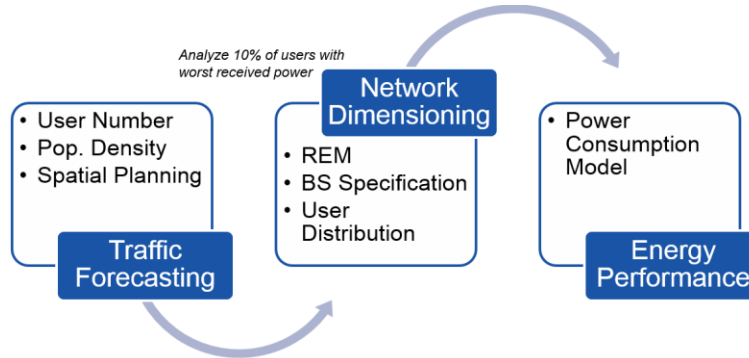 Analyze 10% of users with
worst received power
• User Number
• Pop. Density
• Spatial Planning
Traffic
Forecasting
Network
Dimensioning
• REM
• BS Specification
• User
Distribution
• Power
Consumption
Model
Energy
Performance